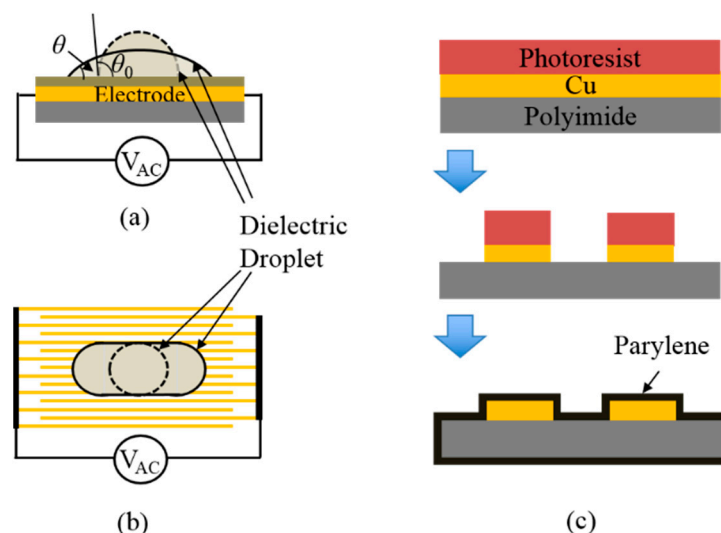 θ
θ0
Electrode
VAC
(a)
Dielectric
Droplet
VAC
(b)
Photoresist
Cu
Polyimide
Parylene
(c)